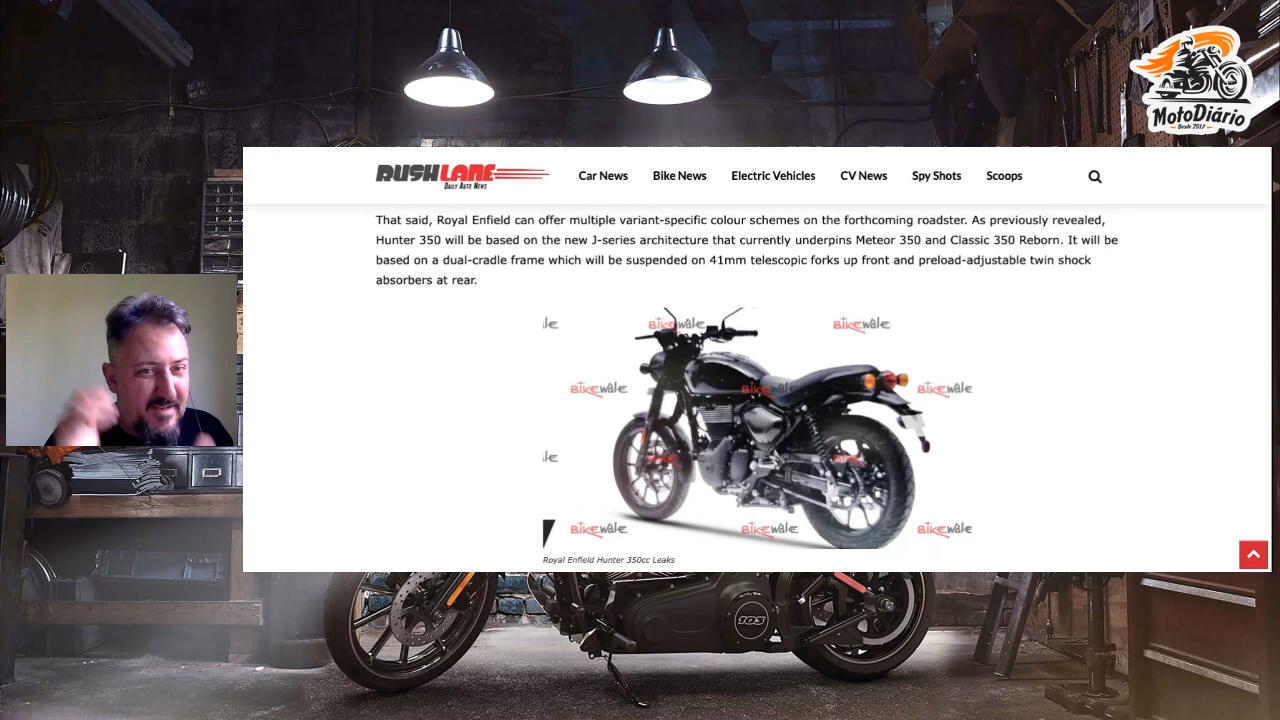 MotoDiário
Desde 2017
RUSHLANE
DAILY AUTO NEWS
Car News
Bike News
Electric Vehicles
CV News
Spy Shots
Scoops
That said, Royal Enfield can offer multiple variant-specific colour schemes on the forthcoming roadster. As previously revealed,
Hunter 350 will be based on the new J-series architecture that currently underpins Meteor 350 and Classic 350 Reborn. It will be
based on a dual-cradle frame which will be suspended on 41mm telescopic forks up front and preload-adjustable twin shock
absorbers at rear.
le
BikeWale
BikeWale
BikeWale
BikeWale
BikeWale
le
BikeWale
BikeWale
BikeWale
Royal Enfield Hunter 350cc Leaks
103